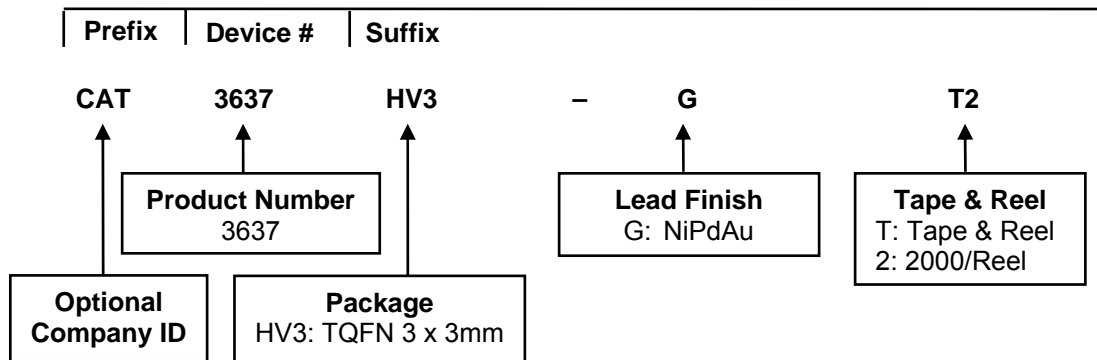 Prefix Device # Suffix
CAT 3637 HV3 – G T2
Product Number
3637
Lead Finish
G: NiPdAu
Tape & Reel
T: Tape & Reel
2: 2000/Reel
Optional
Company ID
Package
HV3: TQFN 3 x 3mm